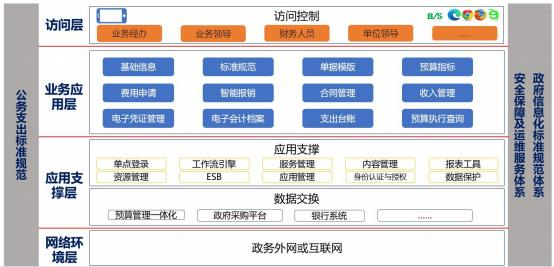 公务支出标准规范
访问层
访问控制
B/S
业务经办
业务领导
财务人员
单位领导
......
业务应用层
基础信息
标准规范
单据模版
预算指标
费用申请
智能报销
合同管理
收入管理
电子凭证管理
电子会计档案
支出台账
预算执行查询
应用支撑层
应用支撑
单点登录
工作流引擎
服务管理
内容管理
报表工具
资源管理
ESB
应用管理
身份认证与授权
数据保护
数据交换
预算管理一体化
政府采购平台
银行系统
......
网络环境层
政务外网或互联网
安全保障及运维服务体系
政府信息化标准规范体系